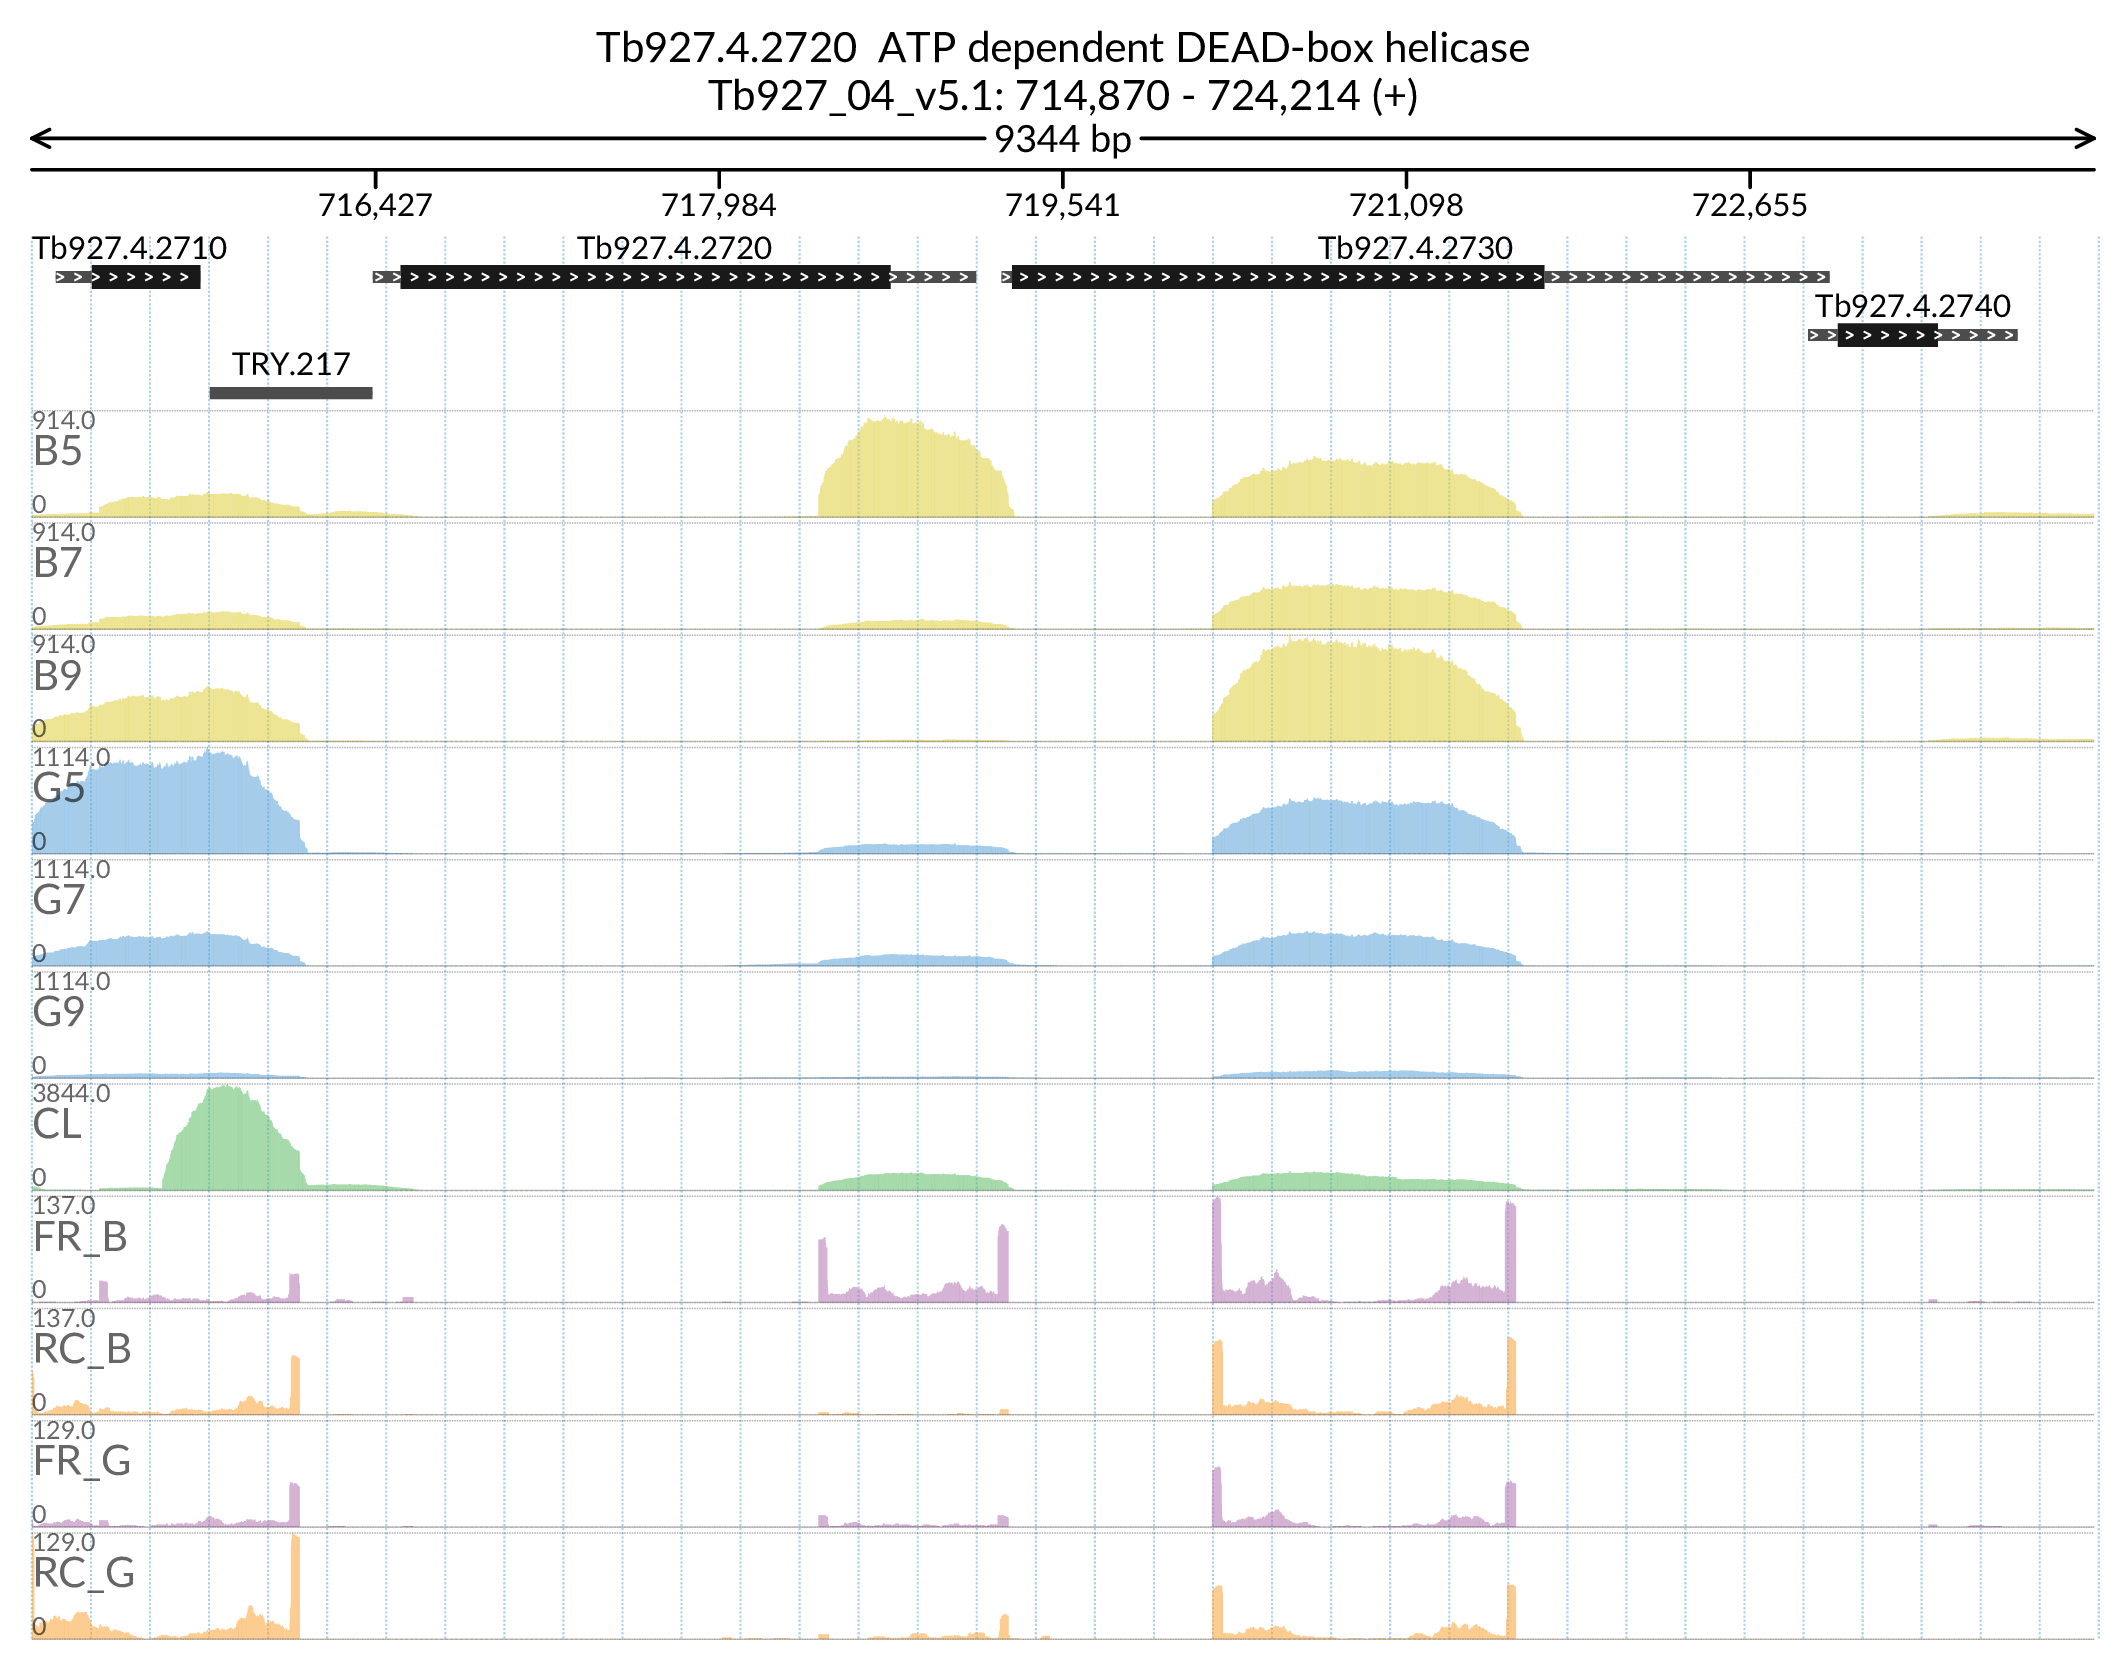 Tb927.4.2720  ATP dependent DEAD-box helicase
Tb927_04_v5.1: 714,870 - 724,214 (+)
9344 bp
716,427 717,984 719,541 721,098 722,655
Tb927.4.2710 Tb927.4.2720 Tb927.4.2730
Tb927.4.2740
TRY.217
914.0
B5
0
914.0
B7
0
914.0
B9
0
1114.0
G5
0
1114.0
G7
0
1114.0
G9
0
3844.0
CL
0
137.0
FR_B
0
137.0
RC_B
0
129.0
FR_G
0
129.0
RC_G
0